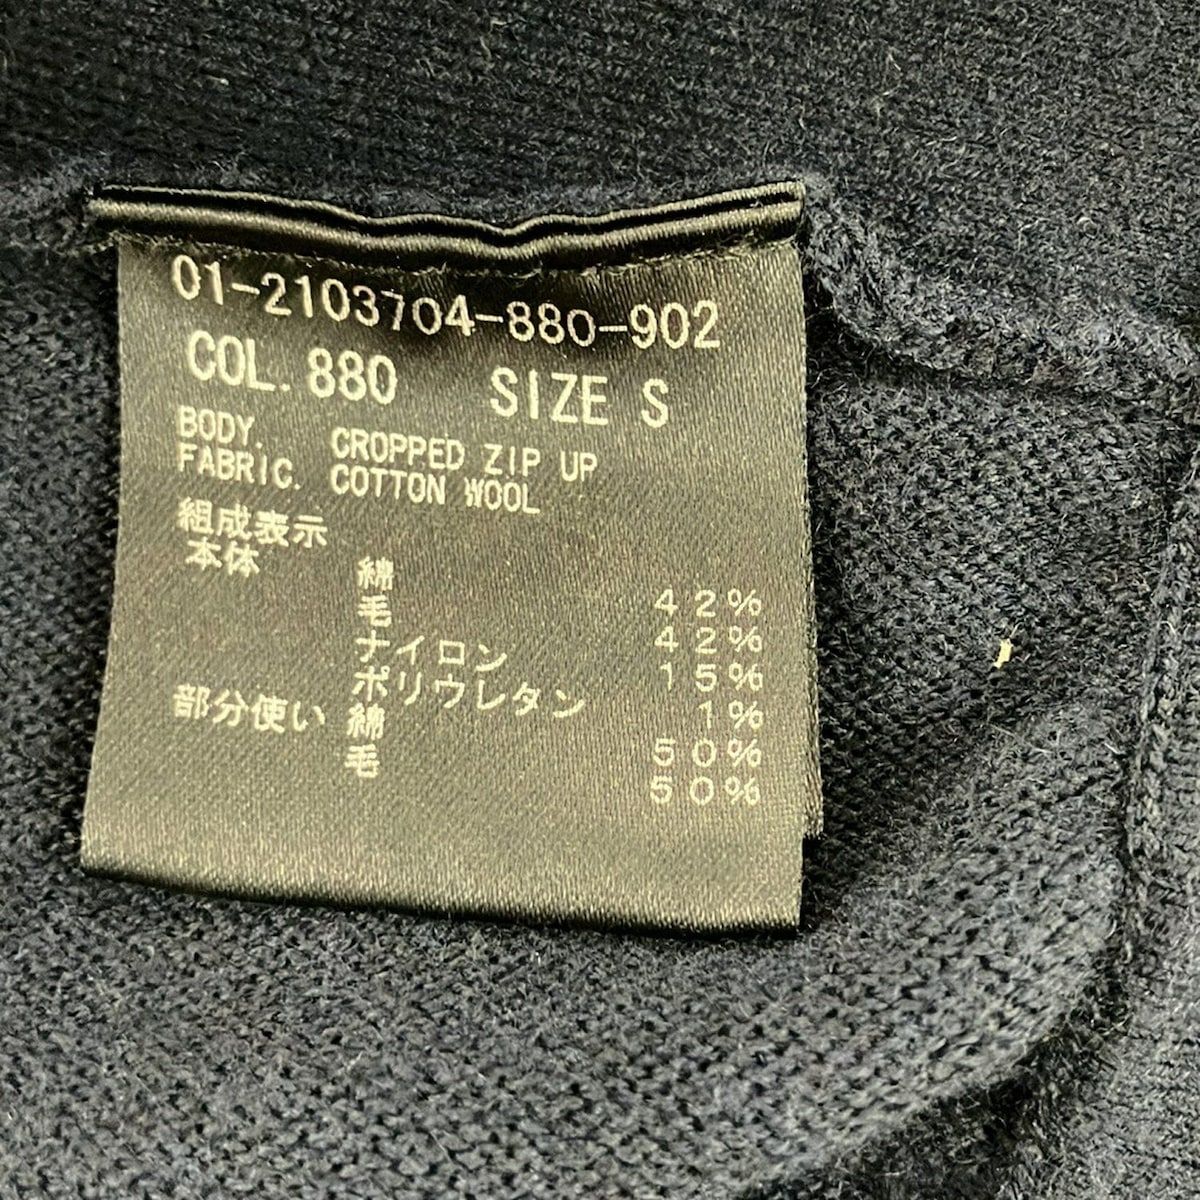 01-2103704-880-902
COL. 880 SIZE S
BODY. CROPPED ZIP UP
FABRIC. COTTON WOOL
組成表示
本体 綿 42%
毛 42%
ナイロン 15%
ポリウレタン 1%
部分使い 綿 50%
毛 50%